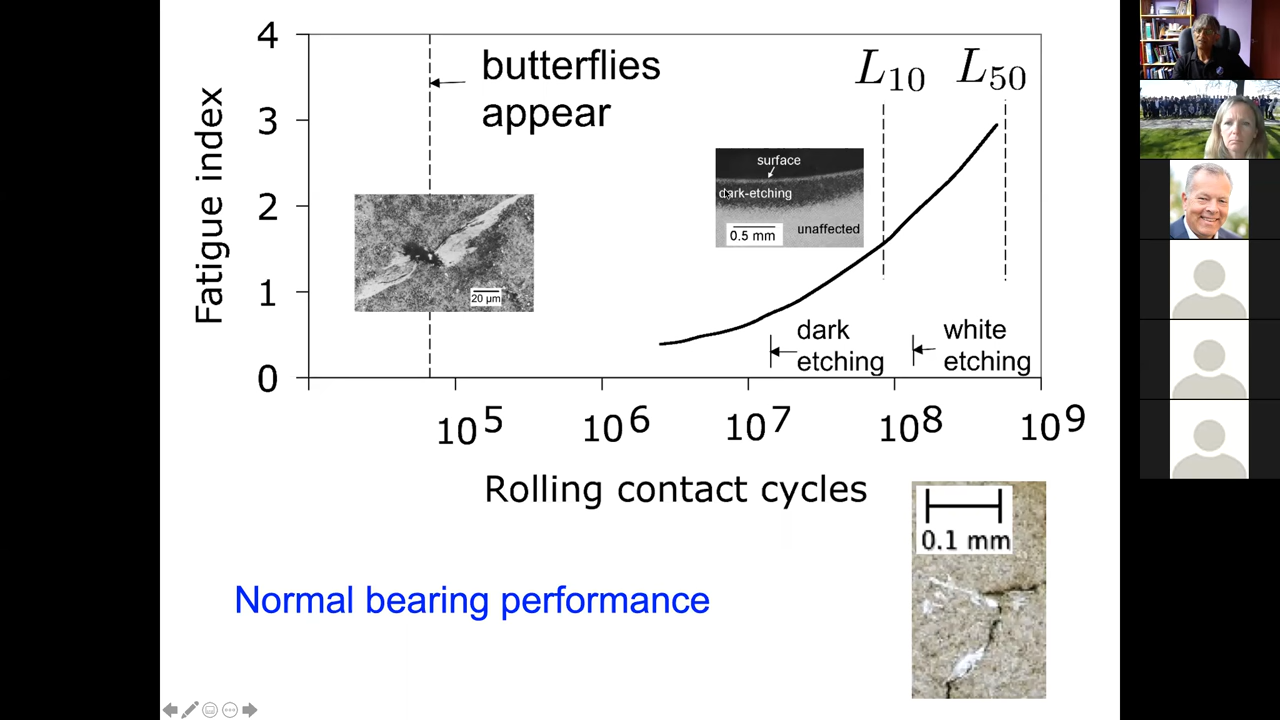 4
3
2
1
0
Fatigue index
butterflies
appear
L10
L50
surface
dark-etching
0.5 mm
unaffected
20 µm
dark
etching
white
etching
10^5
10^6
10^7
10^8
10^9
Rolling contact cycles
0.1 mm
Normal bearing performance